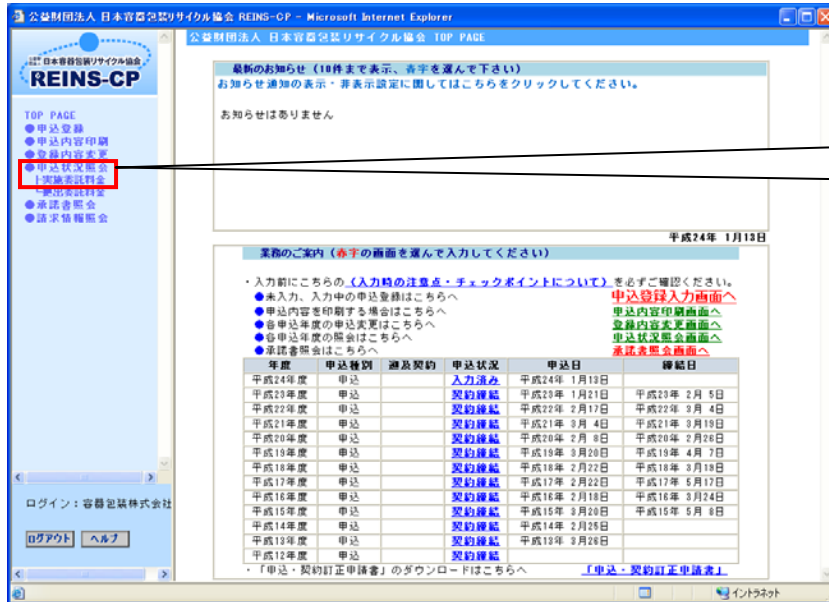 公益財団法人 日本容器包装リサイクル協会 REINS-CP - Microsoft Internet Explorer
公益財団法人 日本容器包装リサイクル協会 TOP PAGE
日本容器包装リサイクル協会
REINS-CP
TOP PAGE
●申込登録
●申込内容印刷
●登録内容変更
●申込状況照会
├実施委託料金
└拠出委託料金
●承諾書照会
●請求情報照会
ログイン：容器包装株式会社
ログアウト ヘルプ
最新のお知らせ（10件まで表示、青字を選んで下さい）
お知らせ通知の表示・非表示設定に関してはこちらをクリックしてください。
お知らせはありません
平成24年 1月13日
業務のご案内（赤字の画面を選んで入力してください）
・入力前にこちらの（入力時の注意点・チェックポイントについて）を必ずご確認ください。
●未入力、入力中の申込登録はこちらへ 申込登録入力画面へ
●申込内容を印刷する場合はこちらへ 申込内容印刷画面へ
●各申込年度の申込変更はこちらへ 登録内容変更画面へ
●各申込年度の照会はこちらへ 申込状況照会画面へ
●承諾書照会はこちらへ 承諾書照会画面へ
年度 申込種別 遡及契約 申込状況 申込日 締結日
平成24年度 申込 入力済み 平成24年 1月13日
平成23年度 申込 契約締結 平成23年 1月21日 平成23年 2月 5日
平成22年度 申込 契約締結 平成22年 2月17日 平成22年 3月 4日
平成21年度 申込 契約締結 平成21年 3月 4日 平成21年 3月19日
平成20年度 申込 契約締結 平成20年 2月 8日 平成20年 2月26日
平成19年度 申込 契約締結 平成19年 3月20日 平成19年 4月 7日
平成18年度 申込 契約締結 平成18年 2月22日 平成18年 3月18日
平成17年度 申込 契約締結 平成17年 2月22日 平成17年 5月17日
平成16年度 申込 契約締結 平成16年 2月18日 平成16年 3月24日
平成15年度 申込 契約締結 平成15年 3月20日 平成15年 5月 8日
平成14年度 申込 契約締結 平成14年 2月25日
平成13年度 申込 契約締結 平成13年 3月26日
平成12年度 申込 契約締結
・「申込・契約訂正申請書」のダウンロードはこちらへ 「申込・契約訂正申請書」
イントラネット